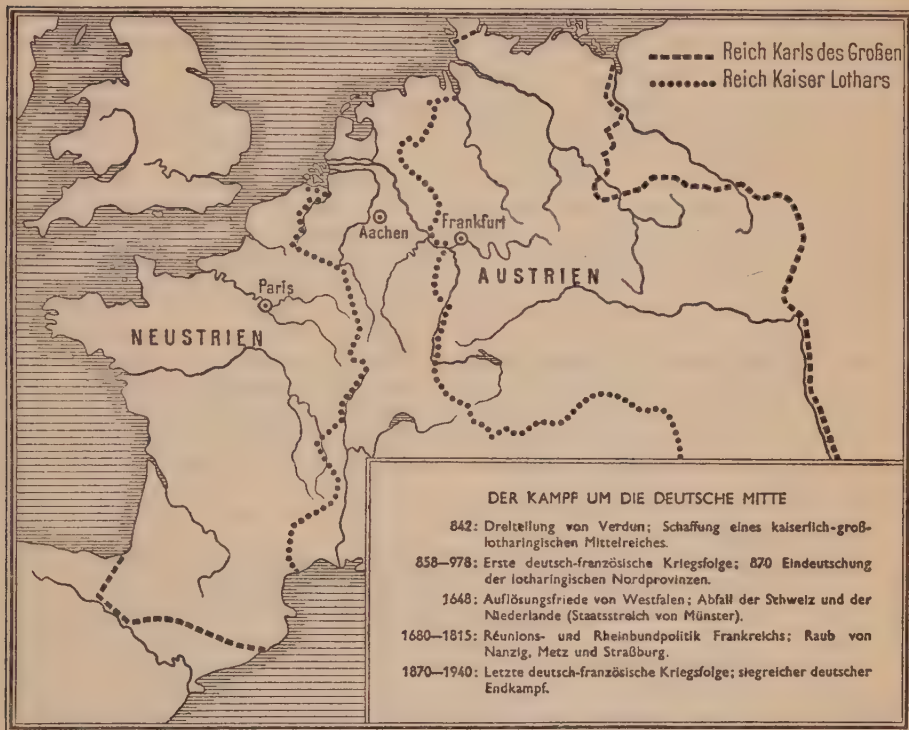 Reich Karls des Großen
Reich Kaiser Lothars
Aachen
Frankfurt
AUSTRIEN
Paris
NEUSTRIEN
DER KAMPF UM DIE DEUTSCHE MITTE
842: Dreiteilung von Verdun; Schaffung eines kaiserlich-groß-
lotharingischen Mittelreiches.
858—978: Erste deutsch-französische Kriegsfolge; 870 Eindeutschung
der lotharingischen Nordprovinzen.
1648: Auflösungsfriede von Westfalen; Abfall der Schweiz und der
Niederlande (Staatsstreich von Münster).
1680—1815: Réunions- und Rheinbundpolitik Frankreichs; Raub von
Nanzig, Metz und Straßburg.
1870—1940: Letzte deutsch-französische Kriegsfolge; siegreicher deutscher
Endkampf.